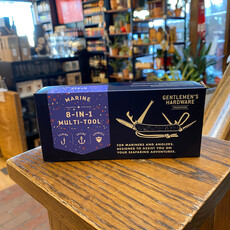 MARINE
8-IN-1
MULTI-TOOL
GENTLEMEN'S
HARDWARE
FOR MARINERS AND ANGLERS,
DESIGNED TO ASSIST YOU ON
YOUR SEAFARING ADVENTURES.